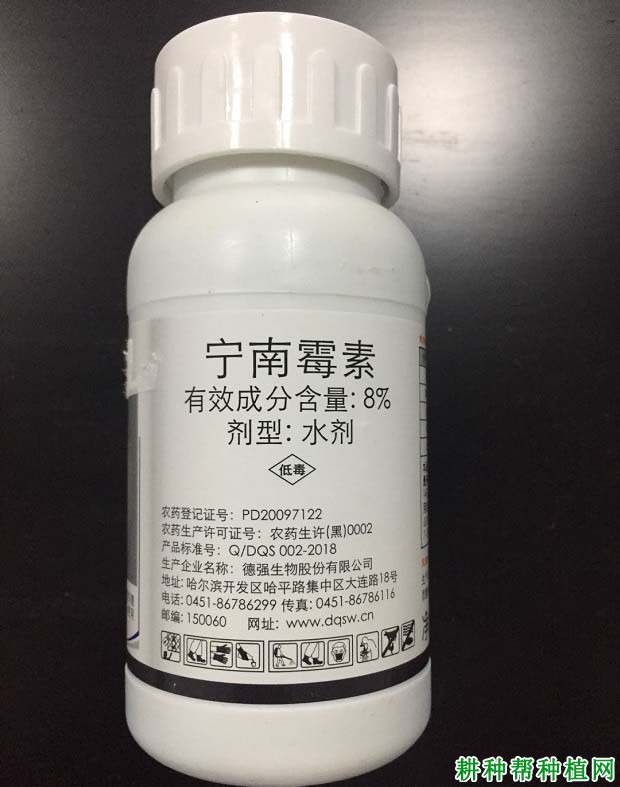 宁南霉素
有效成分含量: 8%
剂型: 水剂
低毒
农药登记证号: PD20097122
农药生产许可证号: 农药生许(黑)0002
产品标准号: Q/DQS 002-2018
生产企业名称: 德强生物股份有限公司
地址: 哈尔滨开发区哈平路集中区大连路18号
电话: 0451-86786299 传真: 0451-86786116
邮编: 150060 网址: www.dqsw.cn
耕种帮种植网